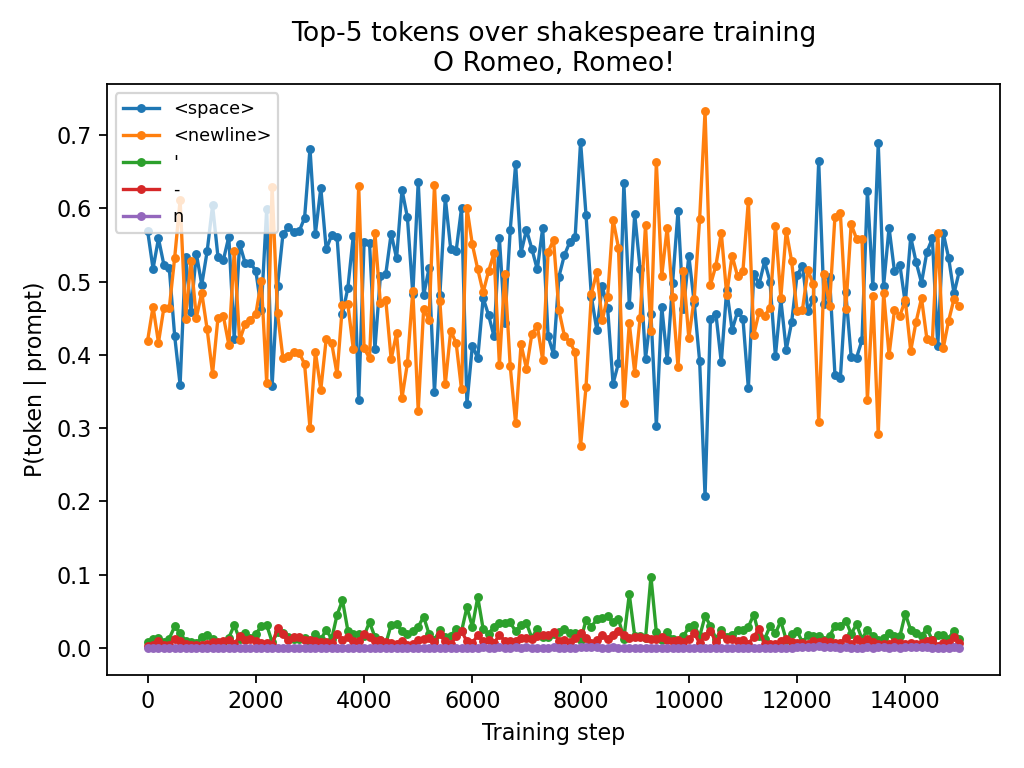 Top-5 tokens over shakespeare training
O Romeo, Romeo!
<space>
<newline>
'
-
n
0.7
0.6
0.5
0.4
0.3
0.2
0.1
0.0
P(token | prompt)
0 2000 4000 6000 8000 10000 12000 14000
Training step